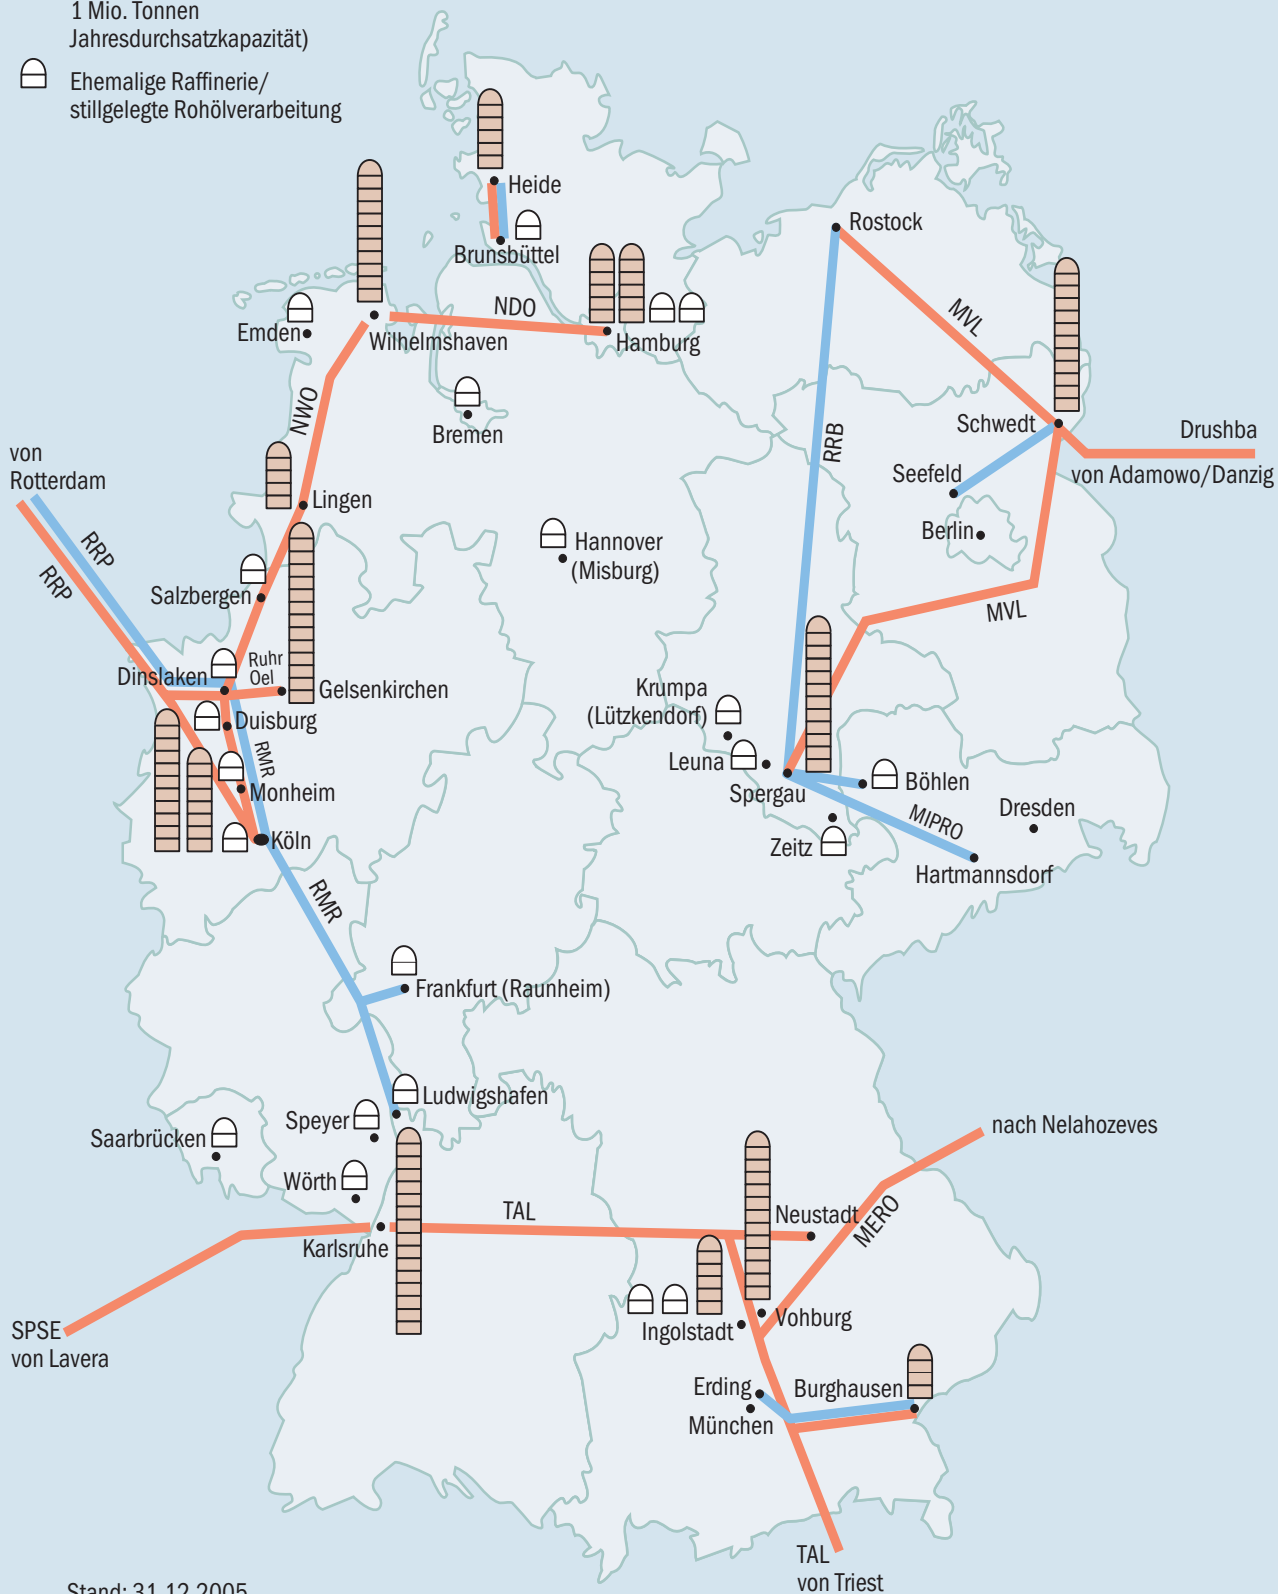 1 Mio. Tonnen
Jahresdurchsatzkapazität)
Ehemalige Raffinerie/
stillgelegte Rohölverarbeitung
Heide
Brunsbüttel
Rostock
NDO
MVL
Emden
Wilhelmshaven
Hamburg
NWO
Bremen
Schwedt
Drushba
RRB
von
Rotterdam
Seefeld
von Adamowo/Danzig
Lingen
Berlin
RRP
RRP
Hannover
(Misburg)
Salzbergen
MVL
Dinslaken
Ruhr
Oel
Gelsenkirchen
Krumpa
(Lützkendorf)
Duisburg
RMR
Leuna
Monheim
Spergau
Böhlen
Dresden
MIPRO
Köln
Zeitz
Hartmannsdorf
RMR
Frankfurt (Raunheim)
Ludwigshafen
Speyer
Saarbrücken
nach Nelahozeves
Wörth
TAL
Neustadt
MERO
Karlsruhe
SPSE
von Lavera
Ingolstadt
Vohburg
Erding
Burghausen
München
TAL
von Triest
Stand: 31.12.2005